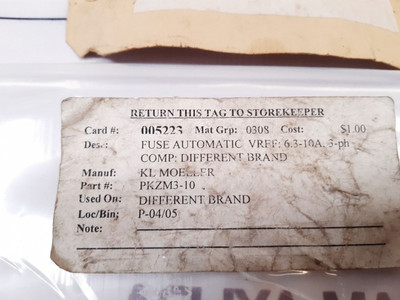 RETURN THIS TAG TO STOREKEEPER
Card #: 005223 Mat Grp: 0308 Cost: $1.00
Des.: FUSE AUTOMATIC VRFF: 6.3-10A, 3-ph
COMP: DIFFERENT BRAND
Manuf: KL MOELLER
Part #: PKZM3-10
Used On: DIFFERENT BRAND
Loc/Bin; P-04/05
Note: